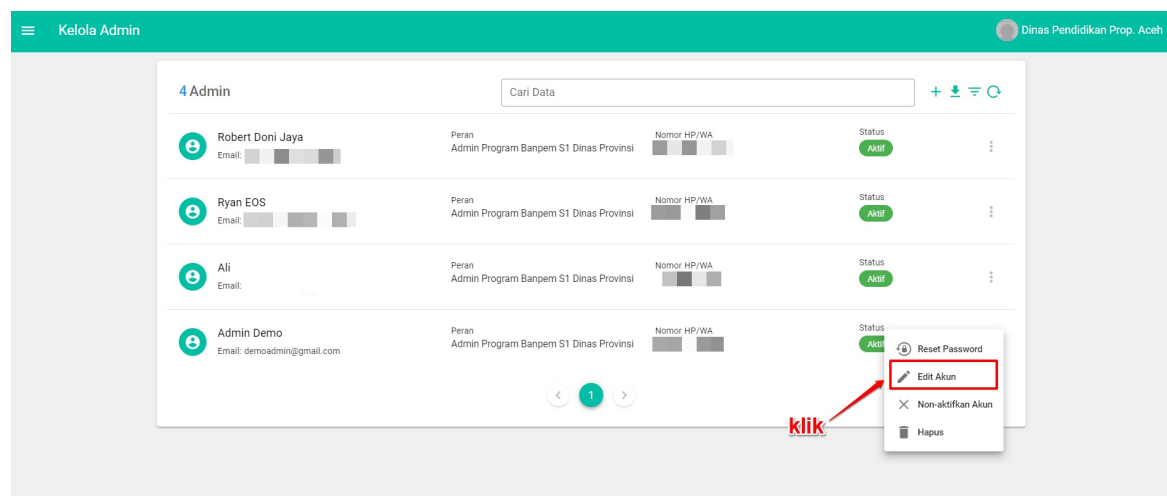 Kelola Admin
Dinas Pendidikan Prop. Aceh
4 Admin
Cari Data
Robert Doni Jaya
Email:
Peran
Admin Program Banpem S1 Dinas Provinsi
Nomor HP/WA
Status
Aktif
Ryan EOS
Email:
Peran
Admin Program Banpem S1 Dinas Provinsi
Nomor HP/WA
Status
Aktif
Ali
Email:
Peran
Admin Program Banpem S1 Dinas Provinsi
Nomor HP/WA
Status
Aktif
Admin Demo
Email: demoadmin@gmail.com
Peran
Admin Program Banpem S1 Dinas Provinsi
Nomor HP/WA
Status
Reset Password
Edit Akun
Non-aktifkan Akun
Hapus
klik
1